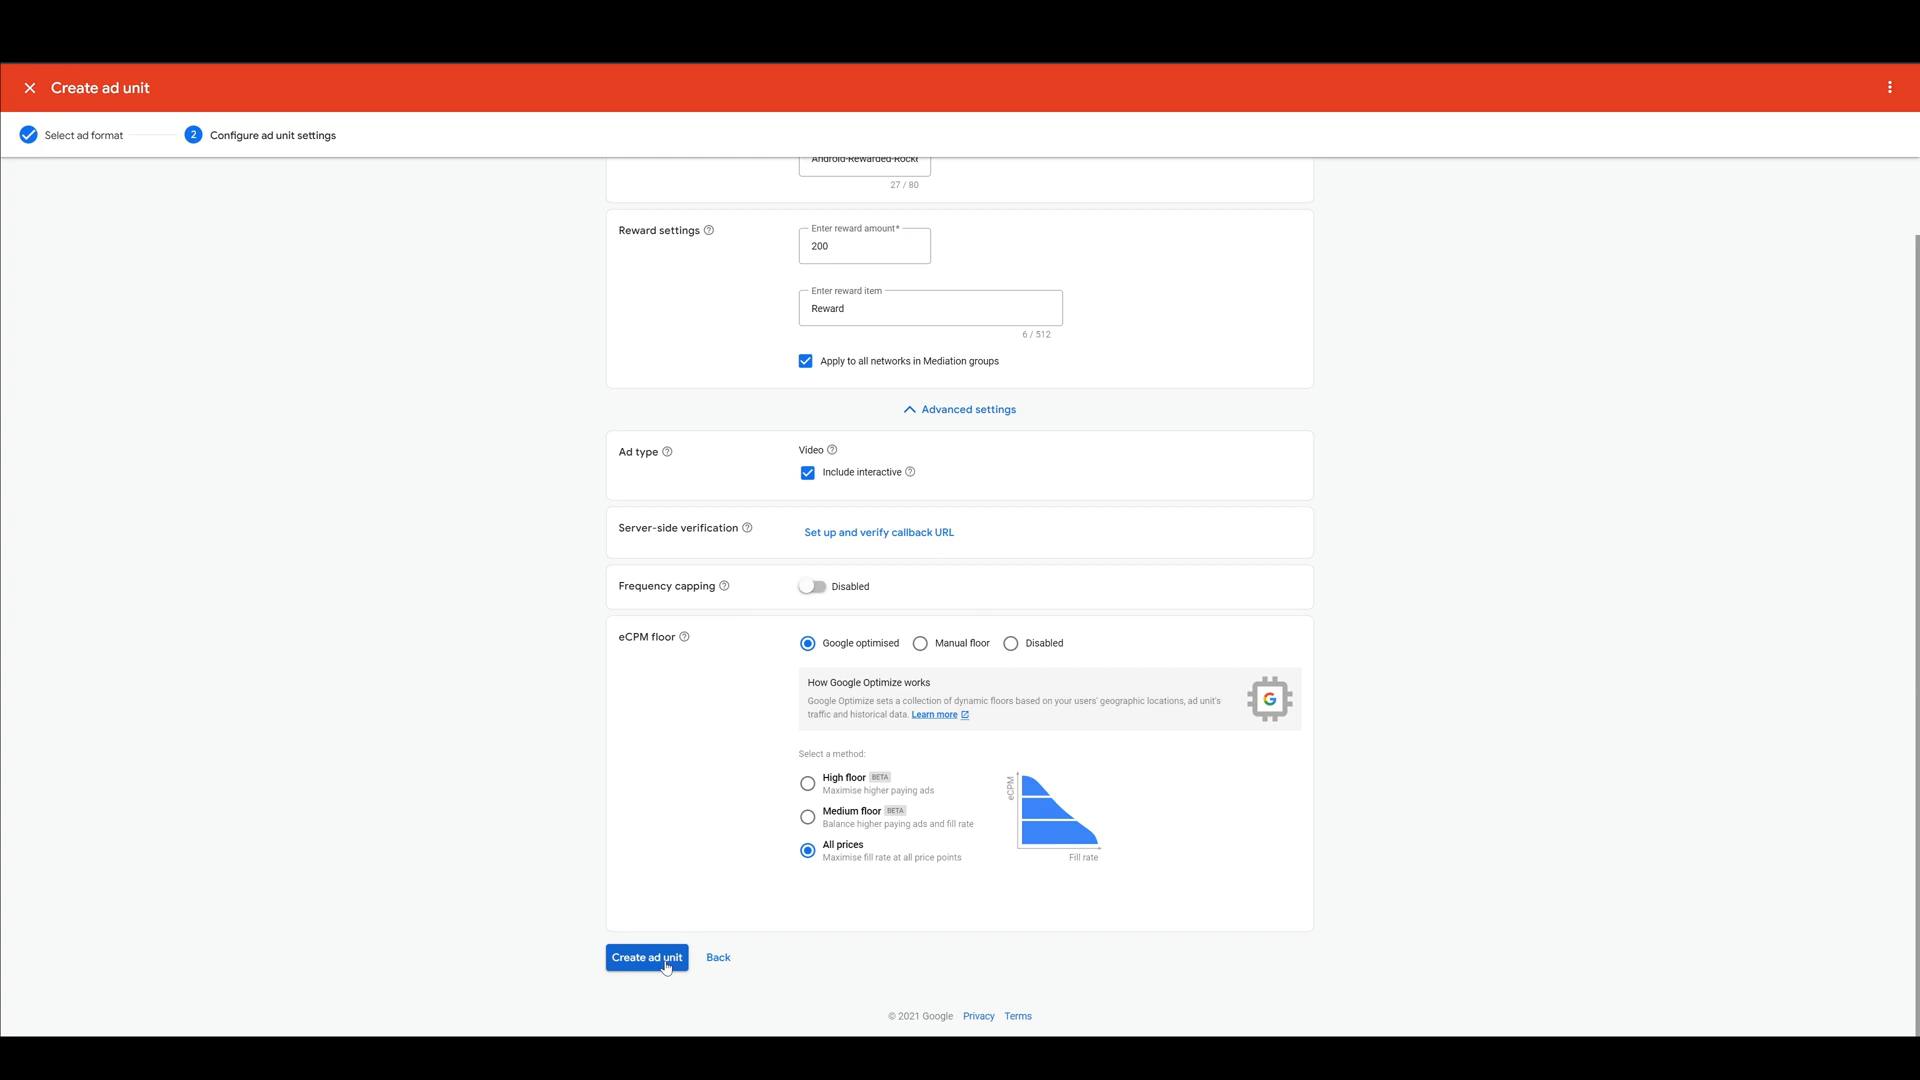 Create ad unit
Select ad format
2 Configure ad unit settings
Android-Rewarded-Rock
27 / 80
Reward settings
Enter reward amount*
200
Enter reward item
Reward
6 / 512
Apply to all networks in Mediation groups
Advanced settings
Ad type
Video
Include interactive
Server-side verification
Set up and verify callback URL
Frequency capping
Disabled
eCPM floor
Google optimised
Manual floor
Disabled
How Google Optimize works
Google Optimize sets a collection of dynamic floors based on your users' geographic locations, ad unit's
traffic and historical data. Learn more
G
Select a method:
High floor BETA
Maximise higher paying ads
Medium floor BETA
Balance higher paying ads and fill rate
All prices
Maximise fill rate at all price points
eCPM
Fill rate
Create ad unit
Back
© 2021 Google Privacy Terms